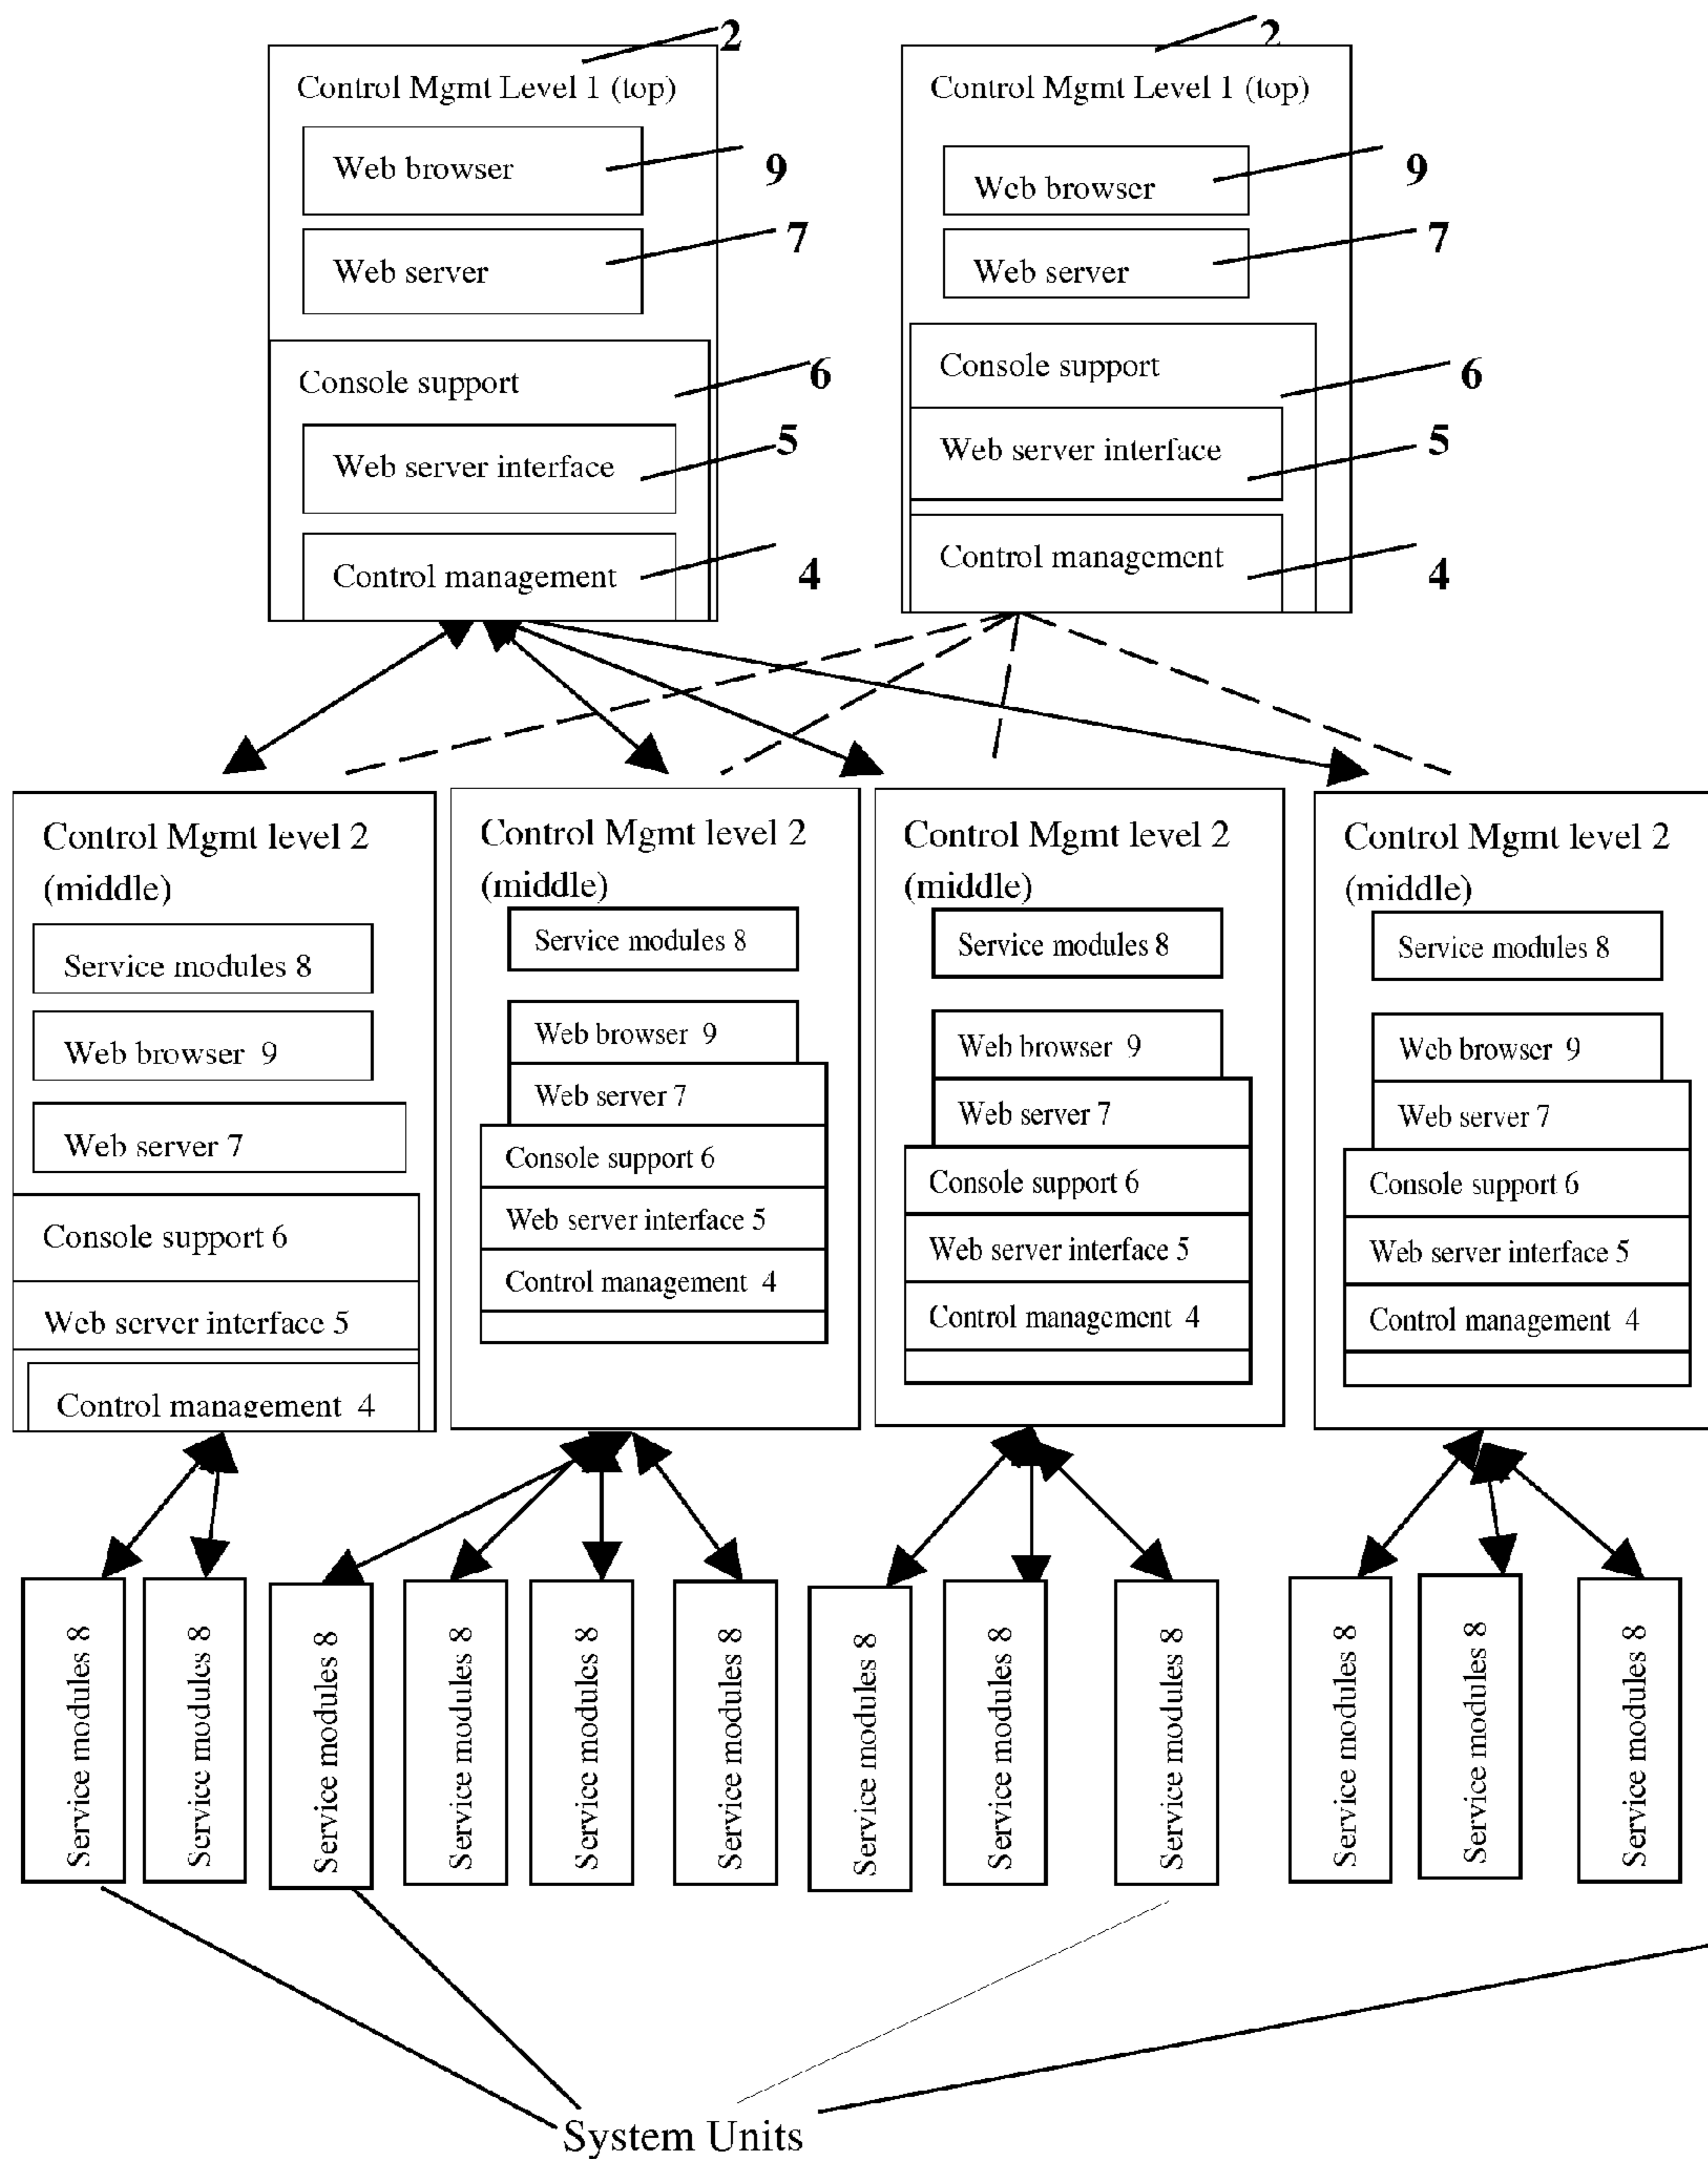 2
Control Mgmt Level 1 (top)
Web browser
9
Web server
7
Console support
6
Web server interface
5
Control management
4
2
Control Mgmt Level 1 (top)
Web browser
9
Web server
7
Console support
6
Web server interface
5
Control management
4
Control Mgmt level 2
(middle)
Service modules 8
Web browser 9
Web server 7
Console support 6
Web server interface 5
Control management 4
Control Mgmt level 2
(middle)
Service modules 8
Web browser 9
Web server 7
Console support 6
Web server interface 5
Control management 4
Control Mgmt level 2
(middle)
Service modules 8
Web browser 9
Web server 7
Console support 6
Web server interface 5
Control management 4
Control Mgmt level 2
(middle)
Service modules 8
Web browser 9
Web server 7
Console support 6
Web server interface 5
Control management 4
Service modules 8
Service modules 8
Service modules 8
Service modules 8
Service modules 8
Service modules 8
Service modules 8
Service modules 8
Service modules 8
Service modules 8
Service modules 8
Service modules 8
System Units